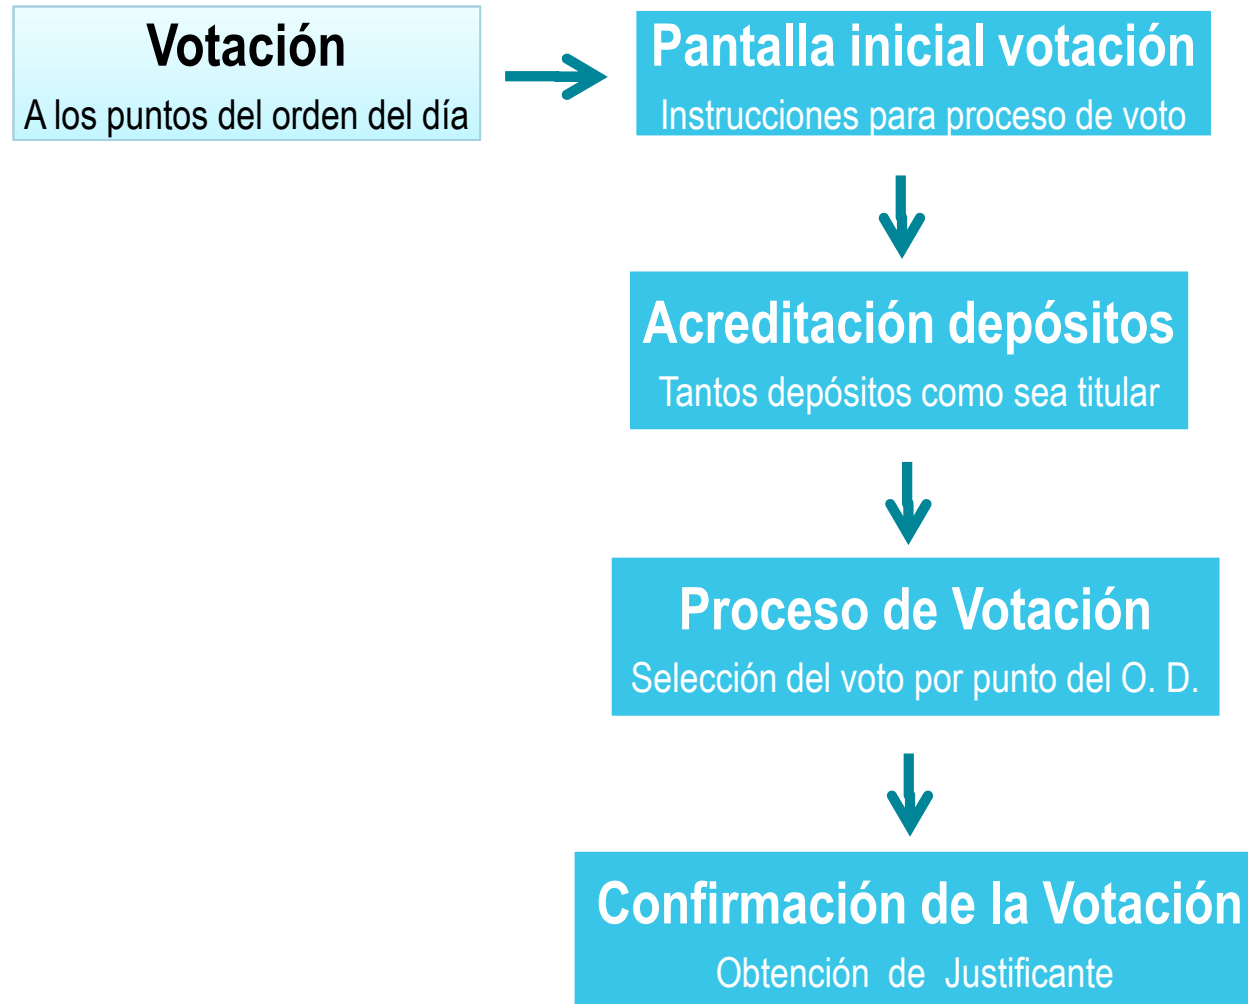 Votación
A los puntos del orden del día
Pantalla inicial votación
Instrucciones para proceso de voto
Acreditación depósitos
Tantos depósitos como sea titular
Proceso de Votación
Selección del voto por punto del O. D.
Confirmación de la Votación
Obtención de Justificante